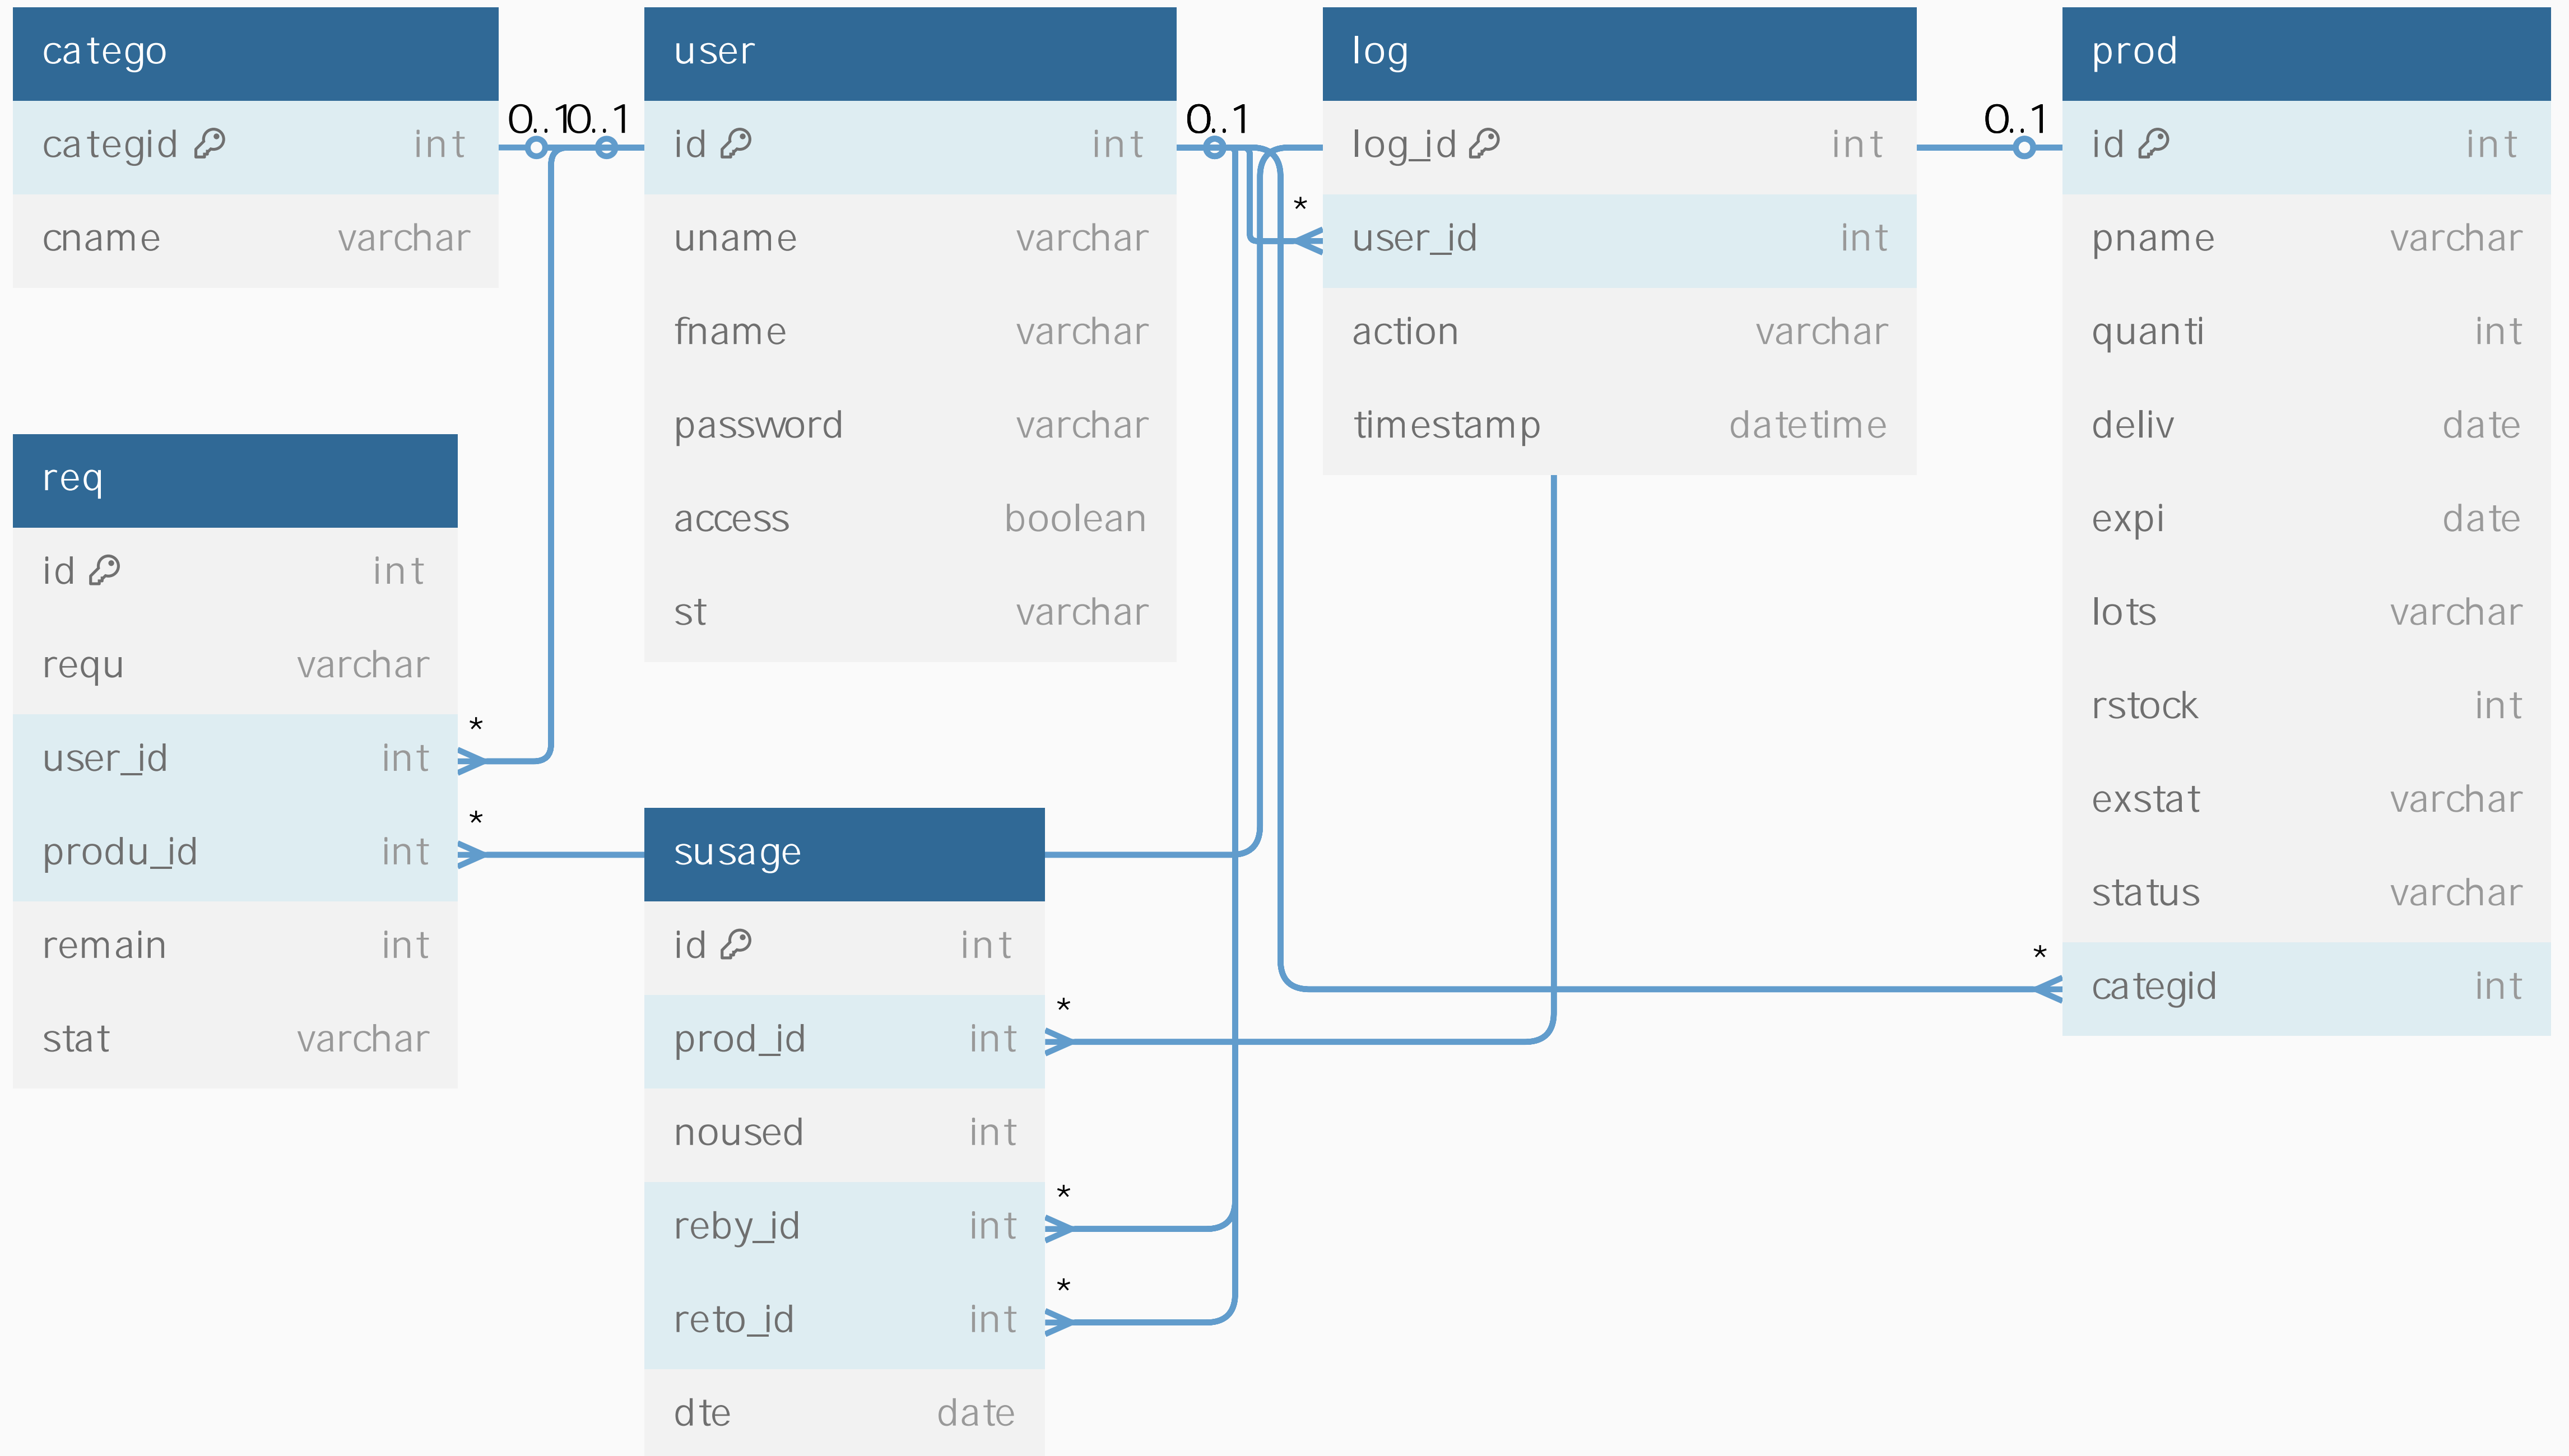 catego
categid int
cname varchar
0..1
0..1
user
id int
uname varchar
fname varchar
password varchar
access boolean
st varchar
0..1
*
log
log_id int
user_id int
action varchar
timestamp datetime
0..1
*
prod
id int
pname varchar
quanti int
deliv date
expi date
lots varchar
rstock int
exstat varchar
status varchar
categid int
req
id int
requ varchar
user_id int
produ_id int
remain int
stat varchar
*
*
susage
id int
prod_id int
noused int
reby_id int
reto_id int
dte date
*
*
*